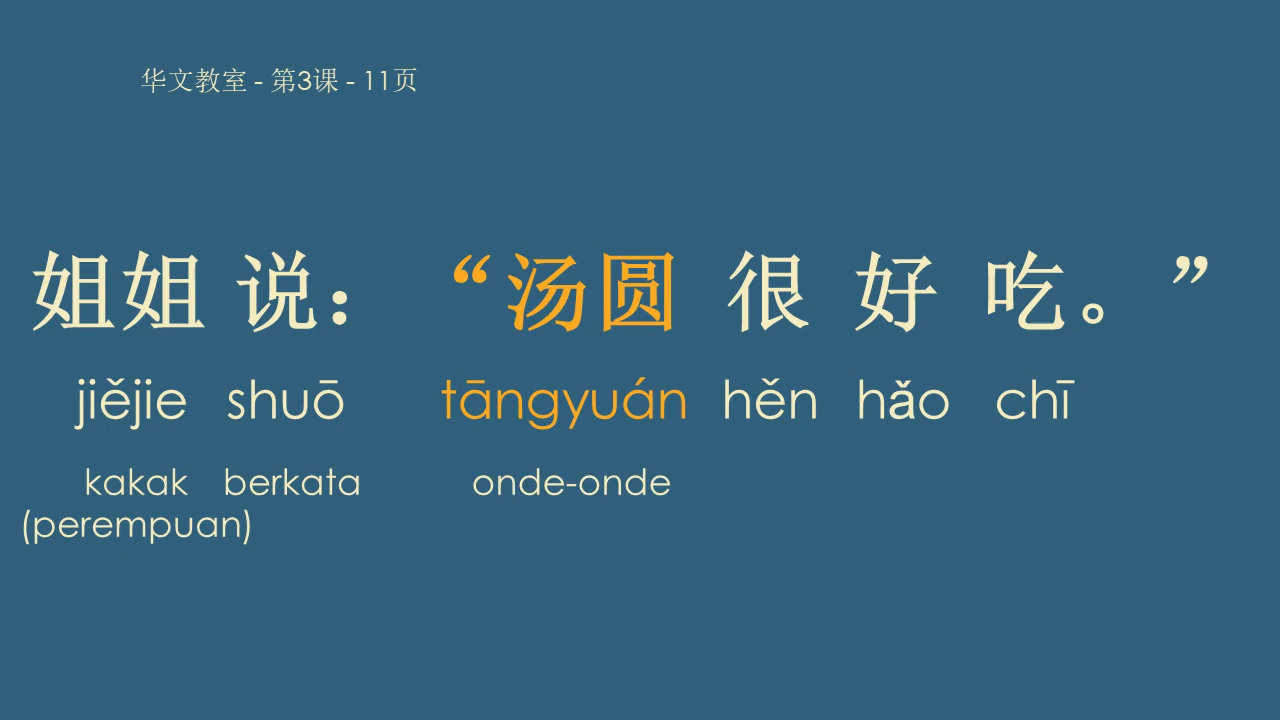 华文教室 - 第3课 - 11页
姐姐 说： “汤圆 很 好 吃。”
jiějie shuō tāngyuán hěn hǎo chī
kakak berkata onde-onde
(perempuan)